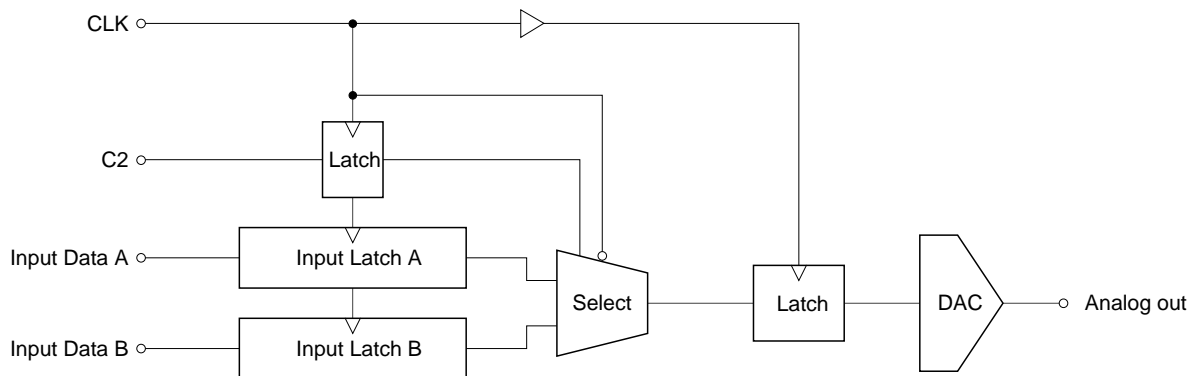 CLK
C2
Latch
Input Data A
Input Latch A
Select
Latch
DAC
Analog out
Input Data B
Input Latch B